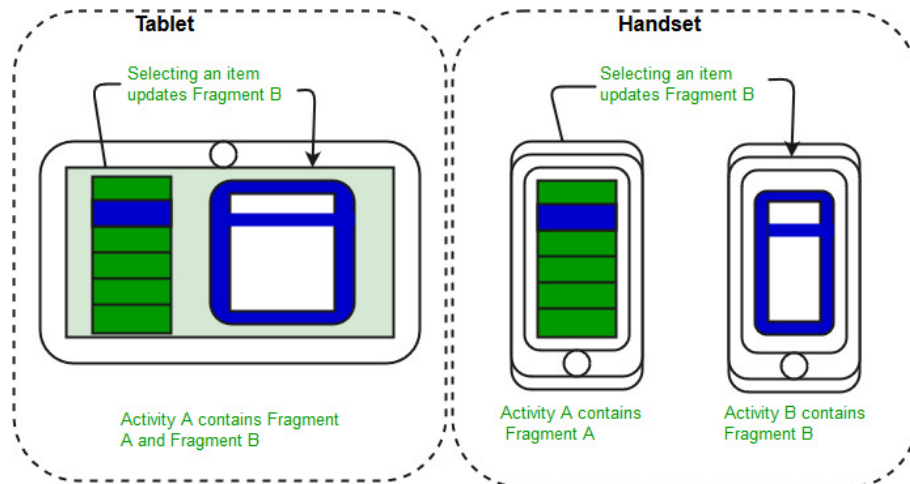 Tablet
Selecting an item
updates Fragment B
Activity A contains Fragment
A and Fragment B
Handset
Selecting an item
updates Fragment B
Activity A contains
Fragment A
Activity B contains
Fragment B